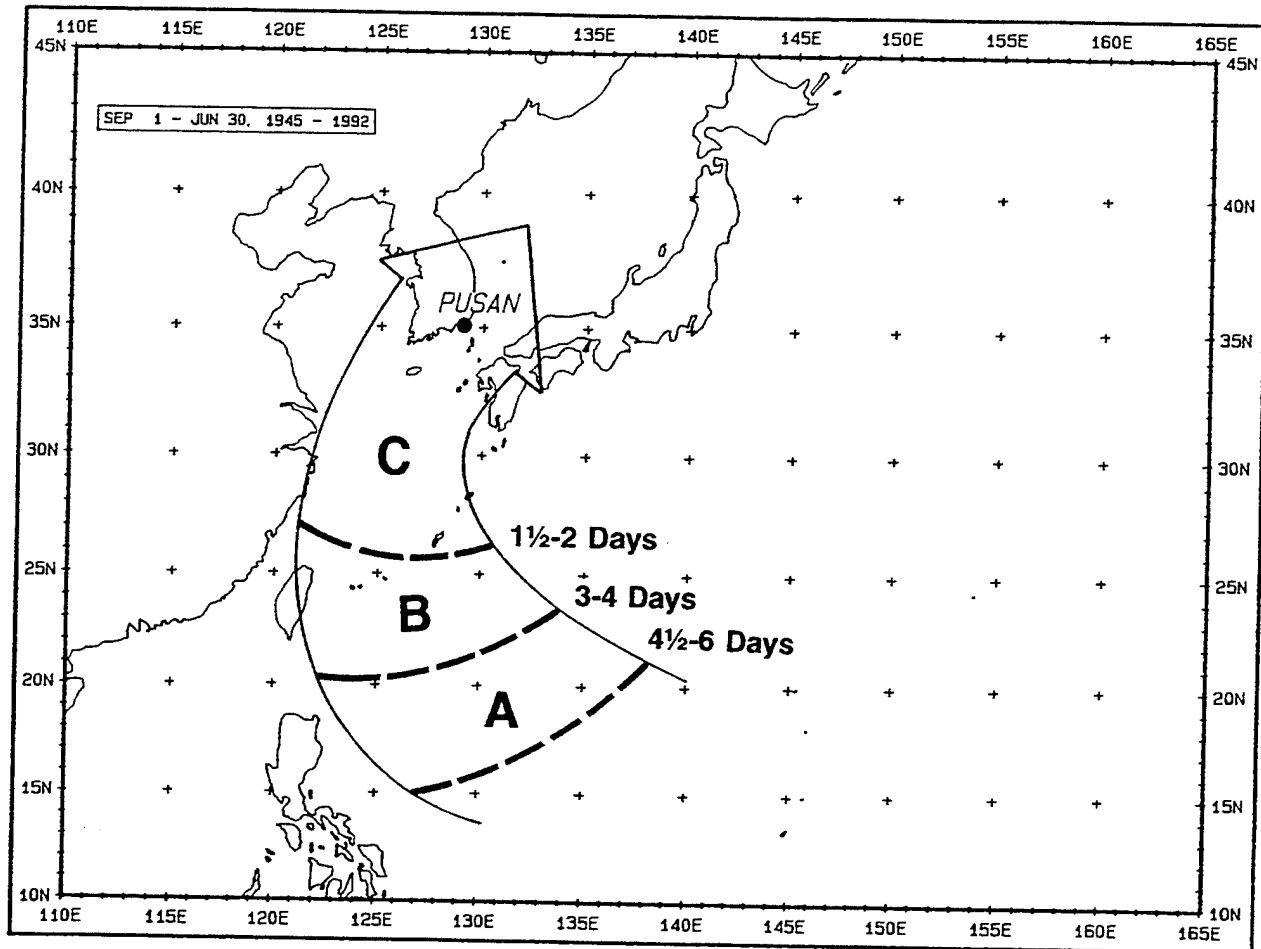 110E 115E 120E 125E 130E 135E 140E 145E 150E 155E 160E 165E
45N 45N
SEP 1 - JUN 30, 1945 - 1992
40N 40N
PUSAN
35N 35N
C
30N 30N
1½-2 Days
25N 25N
3-4 Days
B
4½-6 Days
20N 20N
A
15N 15N
10N 10N
110E 115E 120E 125E 130E 135E 140E 145E 150E 155E 160E 165E